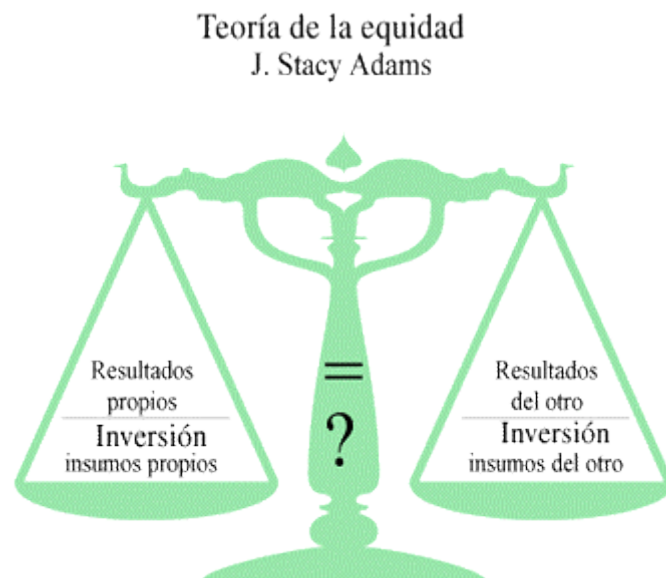 Teoría de la equidad
J. Stacy Adams
Resultados
propios
Inversión
insumos propios
=
?
Resultados
del otro
Inversión
insumos del otro